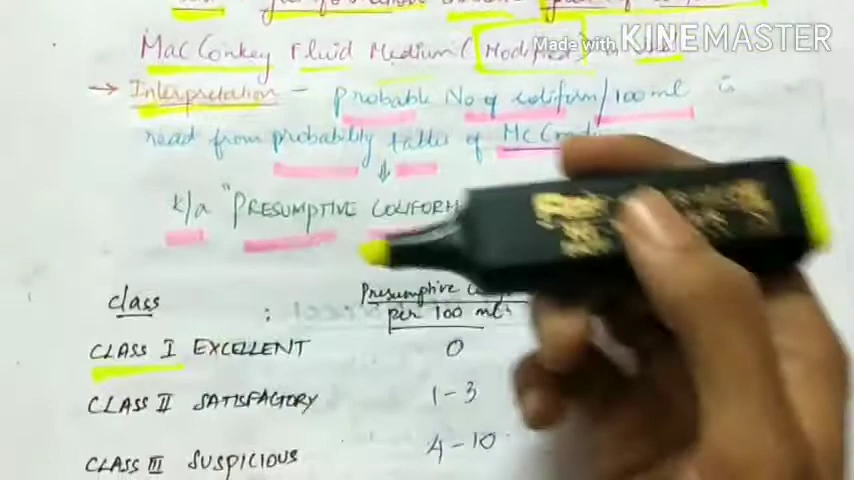 MacConkey Fluid Medium (Modified)
Made with KINEMASTER
→ Interpretation - Probable No of coliform/100 ml is
read from probability tables of McCrady
k/a "PRESUMPTIVE COLIFORM
Class : Presumptive
per 100 ml
CLASS I EXCELLENT 0
CLASS II SATISFACTORY 1-3
CLASS III SUSPICIOUS 4-10